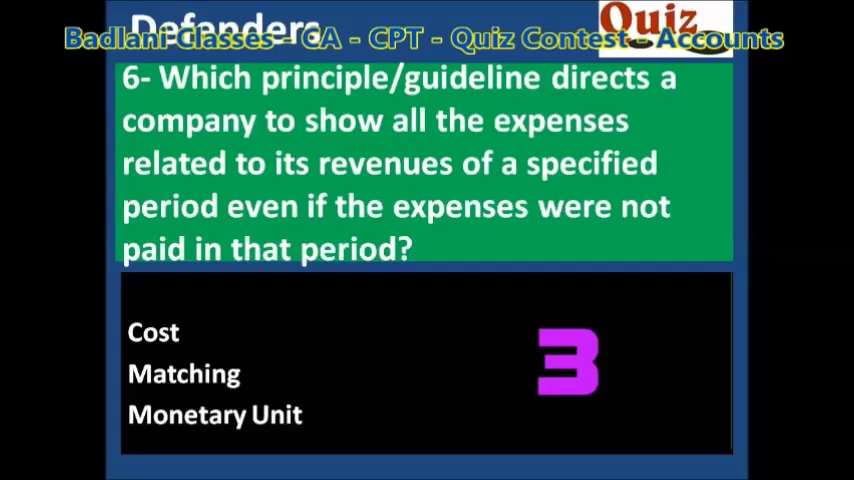 Defanders
Quiz
Badlani Classes - CA - CPT - Quiz Contest - Accounts
6- Which principle/guideline directs a
company to show all the expenses
related to its revenues of a specified
period even if the expenses were not
paid in that period?
Cost
Matching
Monetary Unit
3